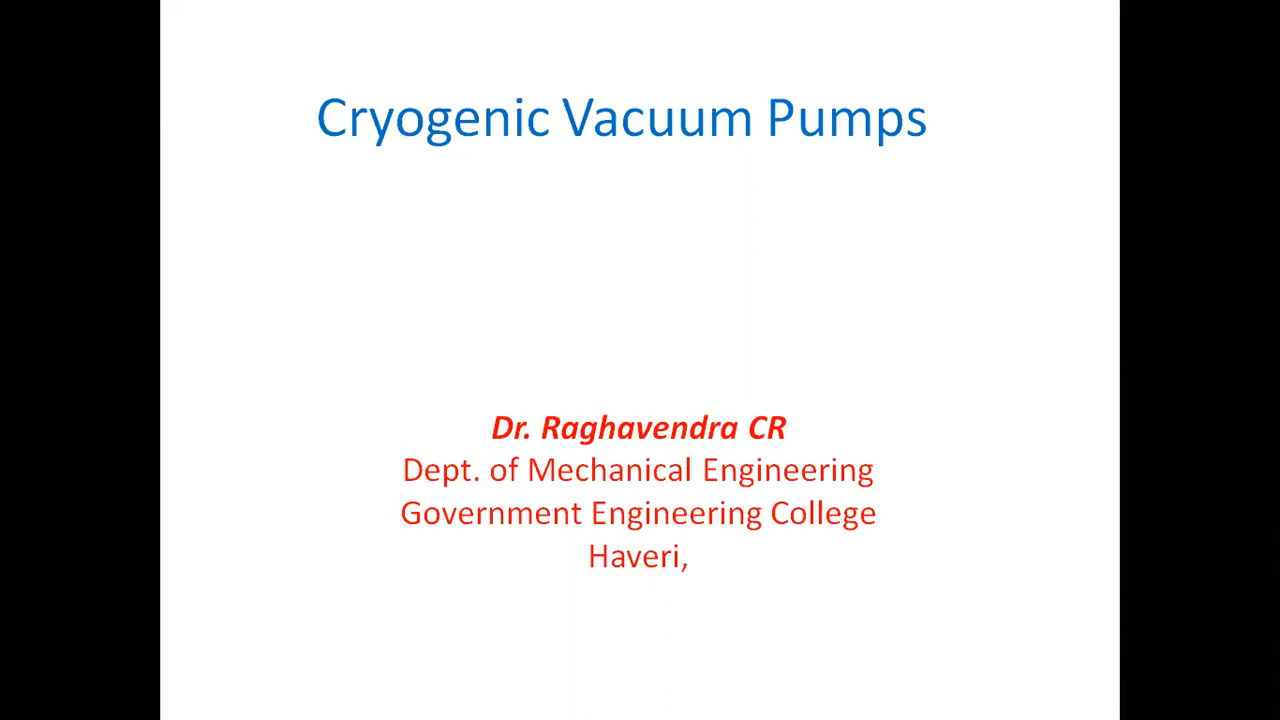 Cryogenic Vacuum Pumps
Dr. Raghavendra CR
Dept. of Mechanical Engineering
Government Engineering College
Haveri,